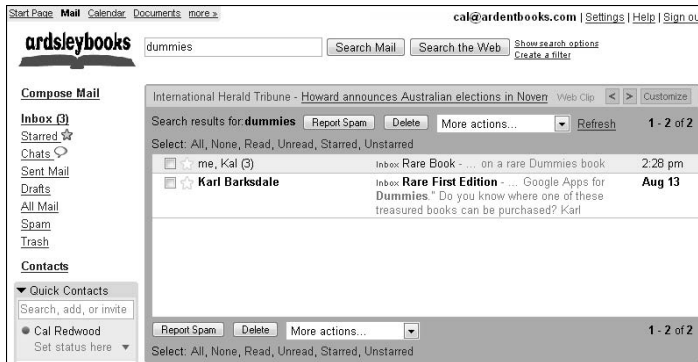 Start Page Mail Calendar Documents more »
cal@ardentbooks.com | Settings | Help | Sign ou
ardsleybooks
dummies
Search Mail
Search the Web
Show search options
Create a filter
Compose Mail
Inbox (3)
Starred
Chats
Sent Mail
Drafts
All Mail
Spam
Trash
Contacts
Quick Contacts
Search, add, or invite
Cal Redwood
Set status here
International Herald Tribune - Howard announces Australian elections in Novem Web Clip < > Customize
Search results for: dummies Report Spam Delete More actions... Refresh 1 - 2 of 2
Select: All, None, Read, Unread, Starred, Unstarred
me, Kal (3) Inbox Rare Book - ... on a rare Dummies book 2:28 pm
Karl Barksdale Inbox Rare First Edition - ... Google Apps for Aug 13
Dummies." Do you know where one of these
treasured books can be purchased? Karl
Report Spam Delete More actions... 1 - 2 of 2
Select: All, None, Read, Unread, Starred, Unstarred